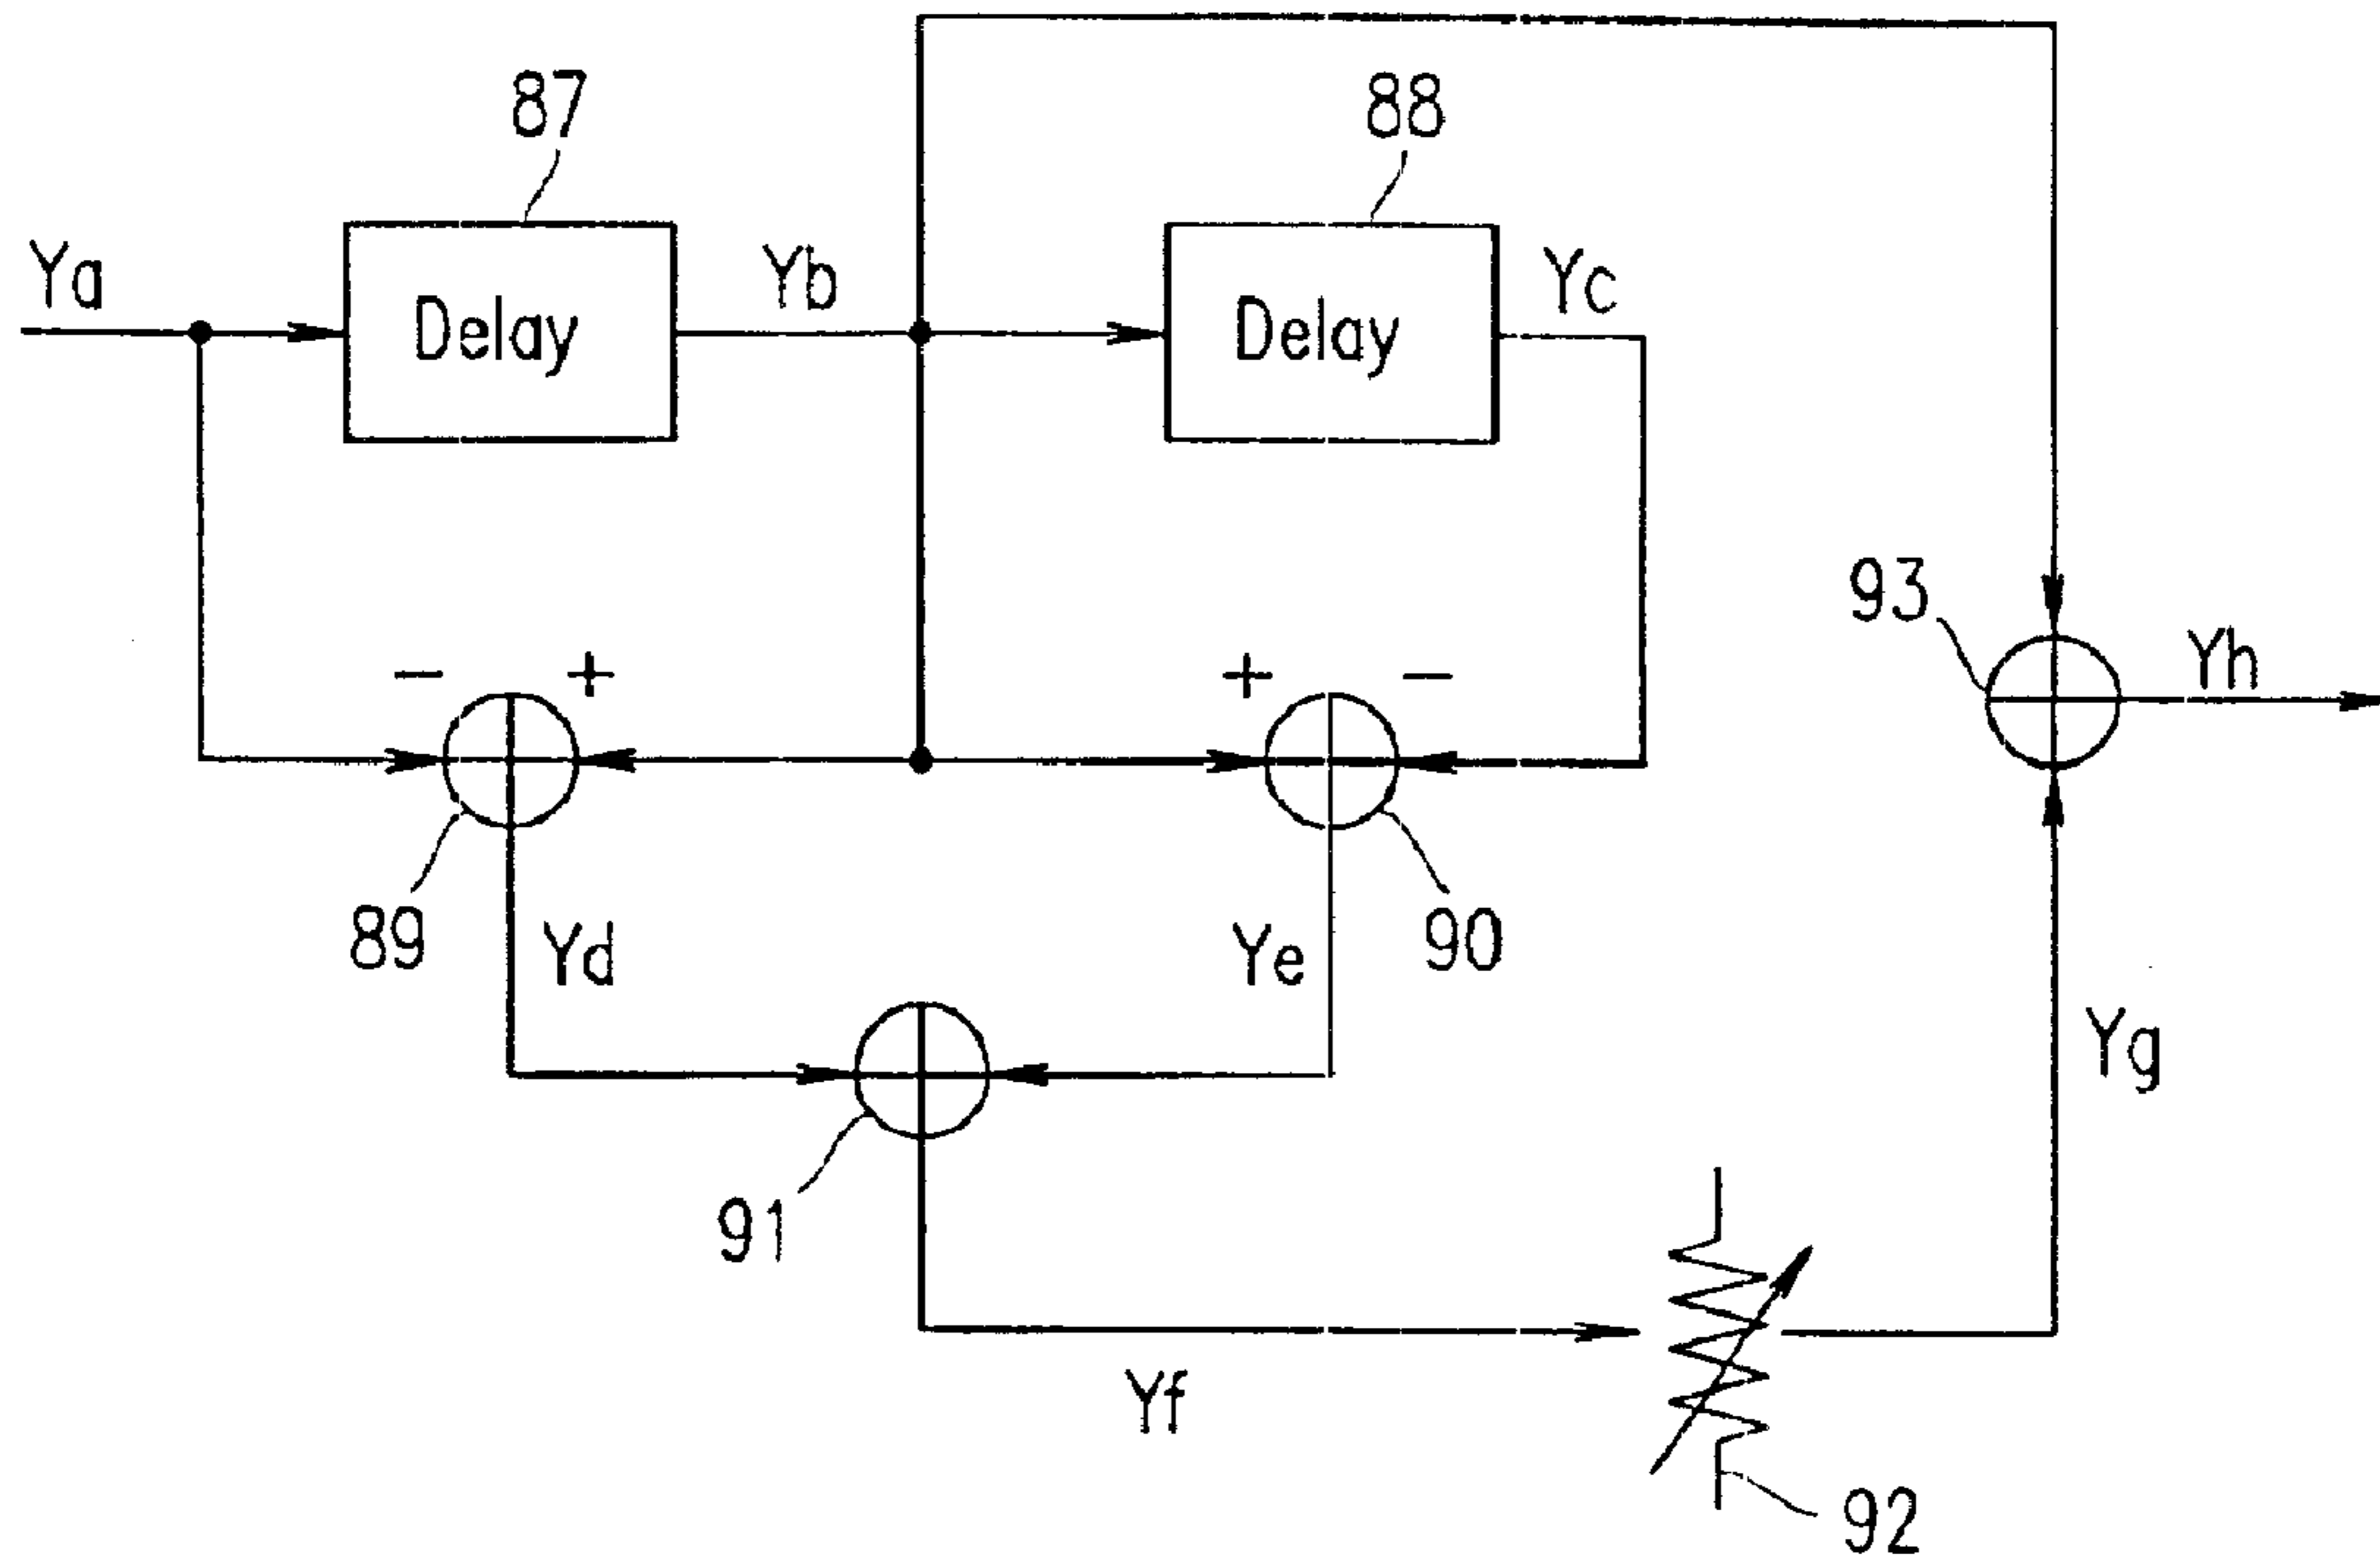 87
88
Ya
Delay
Yb
Delay
Yc
93
Yh
− +
+ −
89
Yd
Ye
90
Yg
91
Yf
92